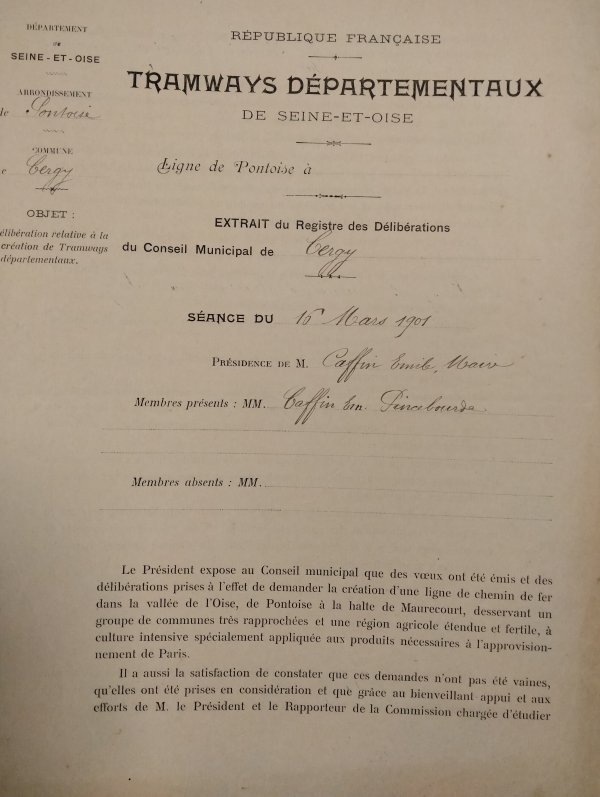 DÉPARTEMENT
DE
SEINE-ET-OISE
ARRONDISSEMENT
de Pontoise
COMMUNE
e Cergy
OBJET :
élibération relative à la
création de Tramways
départementaux.
RÉPUBLIQUE FRANÇAISE
TRAMWAYS DÉPARTEMENTAUX
DE SEINE-ET-OISE
Ligne de Pontoise à
EXTRAIT du Registre des Délibérations
du Conseil Municipal de Cergy
SÉANCE DU Mars 1901
PRÉSIDENCE DE M. Caffin Emile, Maire
Membres présents : MM. Caffin Em.
Membres absents : MM.
Le Président expose au Conseil municipal que des vœux ont été émis et des
délibérations prises à l'effet de demander la création d'une ligne de chemin de fer
dans la vallée de l'Oise, de Pontoise à la halte de Maurecourt, desservant un
groupe de communes très rapprochées et une région agricole étendue et fertile, à
culture intensive spécialement appliquée aux produits nécessaires à l'approvision-
nement de Paris.
Il a aussi la satisfaction de constater que ces demandes n'ont pas été vaines,
qu'elles ont été prises en considération et que grâce au bienveillant appui et aux
efforts de M. le Président et le Rapporteur de la Commission chargée d'étudier